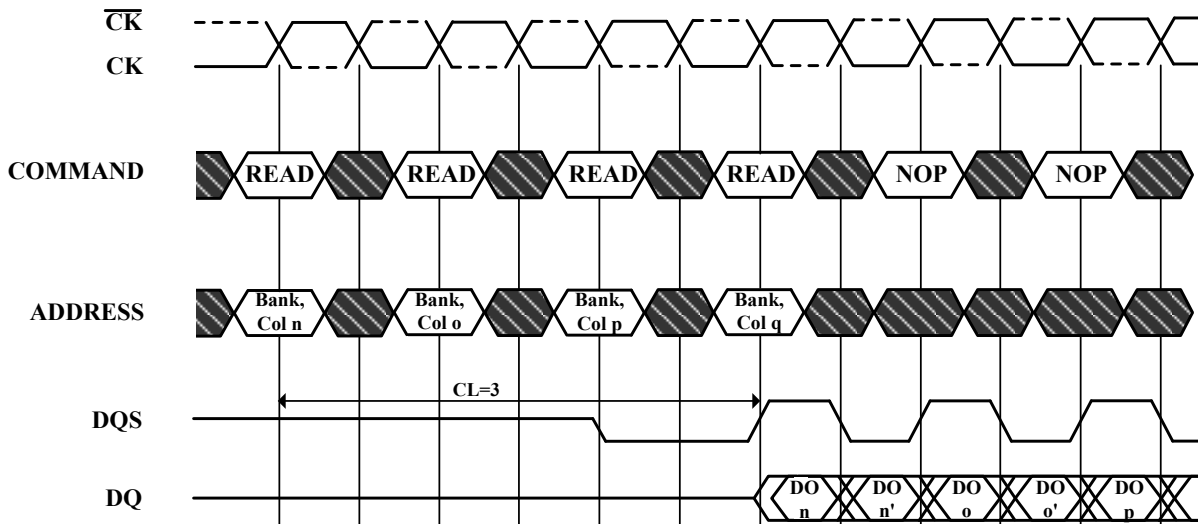 CK
CK
COMMAND READ READ READ READ NOP NOP
ADDRESS Bank, Col n Bank, Col o Bank, Col p Bank, Col q
CL=3
DQS
DQ DO n DO n' DO o DO o' DO p